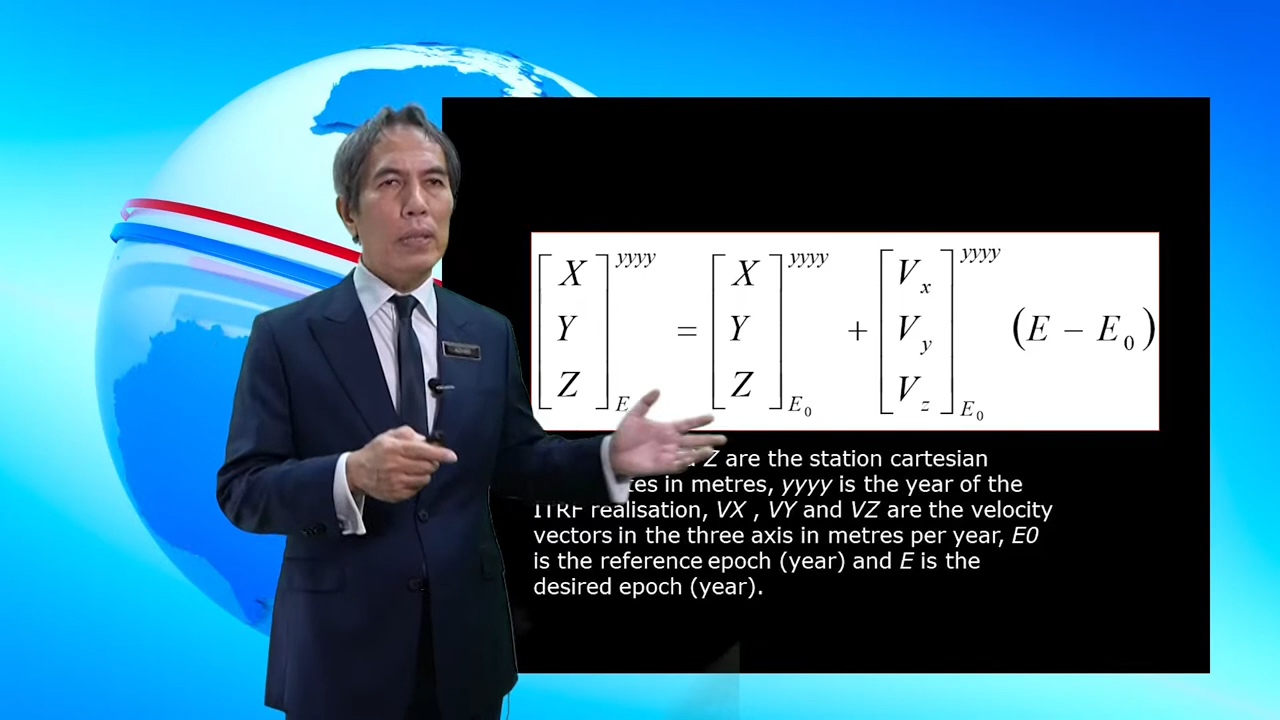 [X Y Z]yyyy E = [X Y Z]yyyy E0 + [Vx Vy Vz]yyyy E0 (E − E0)
Z are the station cartesian
in metres, yyyy is the year of the
ITRF realisation, VX , VY and VZ are the velocity
vectors in the three axis in metres per year, E0
is the reference epoch (year) and E is the
desired epoch (year).